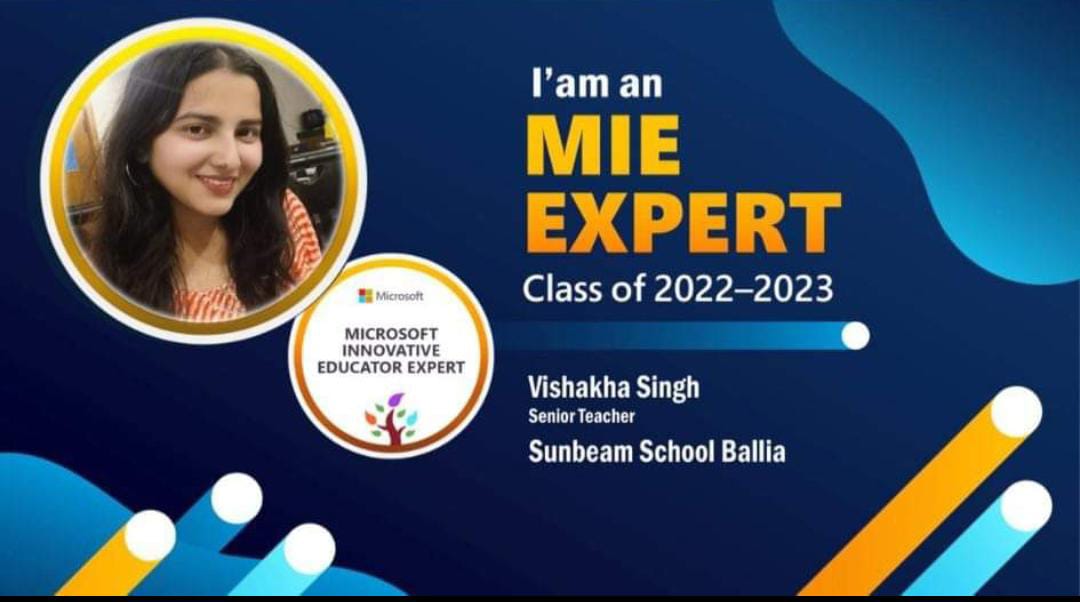 I'am an
MIE
EXPERT
Class of 2022–2023
Microsoft
MICROSOFT
INNOVATIVE
EDUCATOR EXPERT
Vishakha Singh
Senior Teacher
Sunbeam School Ballia